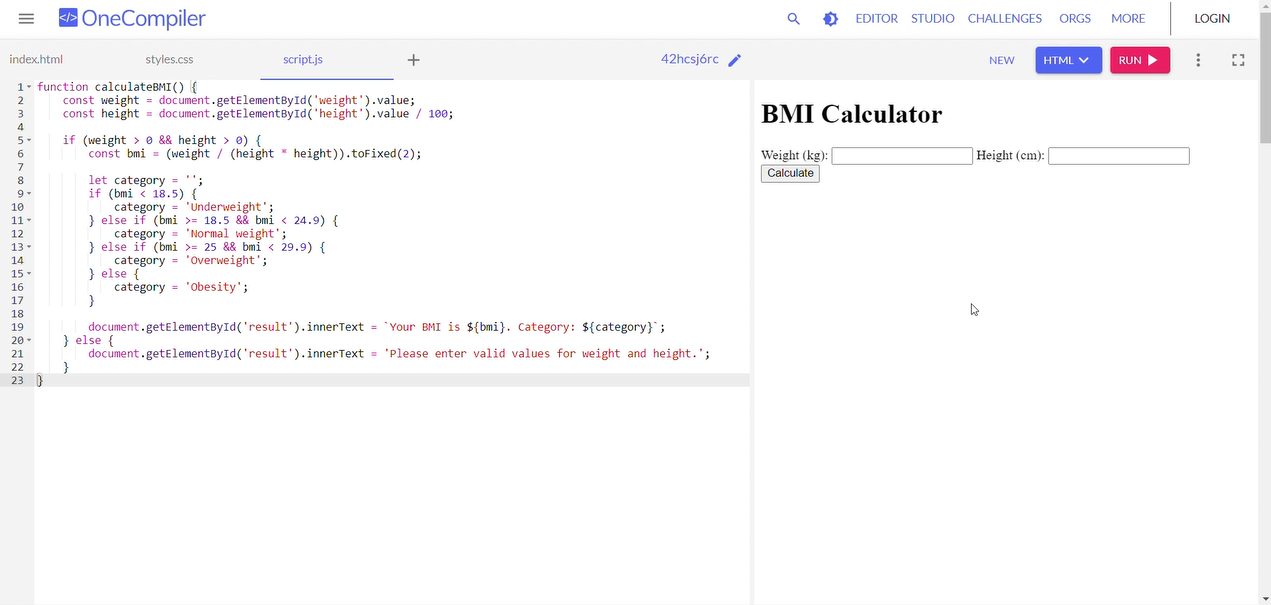 OneCompiler
EDITOR STUDIO CHALLENGES ORGS MORE LOGIN
index.html styles.css script.js + 42hcsj6rc NEW HTML RUN
1 function calculateBMI() {
2     const weight = document.getElementById('weight').value;
3     const height = document.getElementById('height').value / 100;
4
5     if (weight > 0 && height > 0) {
6         const bmi = (weight / (height * height)).toFixed(2);
7
8         let category = '';
9         if (bmi < 18.5) {
10             category = 'Underweight';
11         } else if (bmi >= 18.5 && bmi < 24.9) {
12             category = 'Normal weight';
13         } else if (bmi >= 25 && bmi < 29.9) {
14             category = 'Overweight';
15         } else {
16             category = 'Obesity';
17         }
18
19         document.getElementById('result').innerText = `Your BMI is ${bmi}. Category: ${category}`;
20     } else {
21         document.getElementById('result').innerText = 'Please enter valid values for weight and height.';
22     }
23 }
BMI Calculator
Weight (kg): Height (cm):
Calculate